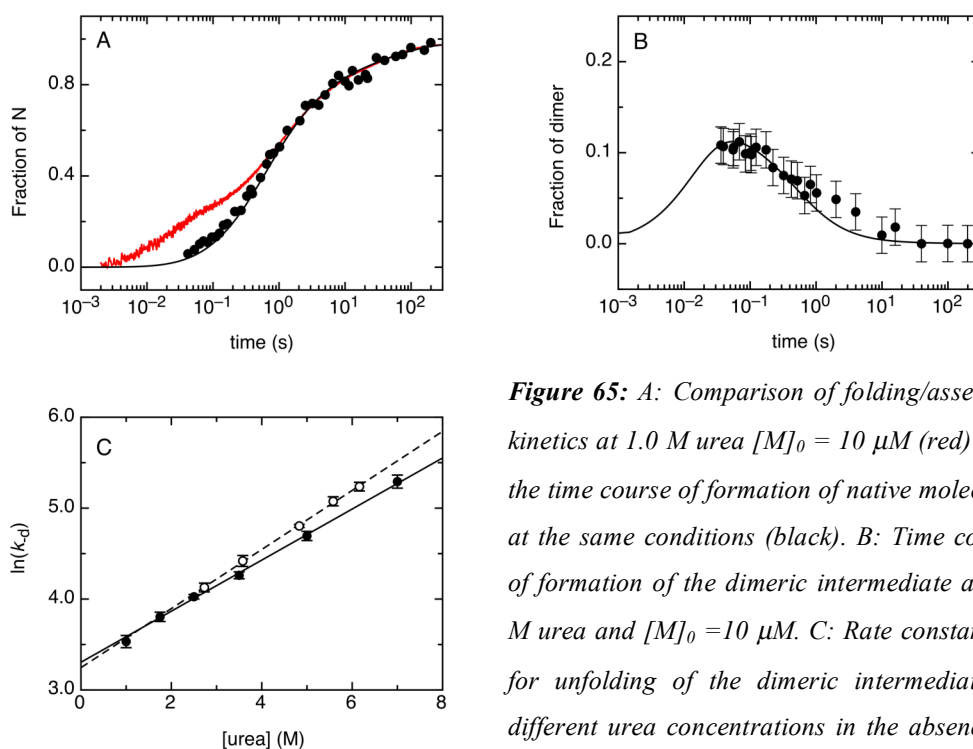 A
0.8
0.4
0.0
Fraction of N
10⁻³ 10⁻² 10⁻¹ 10⁰ 10¹ 10²
time (s)
B
0.2
0.1
0.0
Fraction of dimer
10⁻³ 10⁻² 10⁻¹ 10⁰ 10¹ 10²
time (s)
C
6.0
5.0
4.0
3.0
ln(k-d)
0 2 4 6 8
[urea] (M)
Figure 65: A: Comparison of folding/asse
kinetics at 1.0 M urea [M]₀ = 10 μM (red)
the time course of formation of native molec
at the same conditions (black). B: Time co
of formation of the dimeric intermediate a
M urea and [M]₀ =10 μM. C: Rate constan
for unfolding of the dimeric intermediat
different urea concentrations in the absen